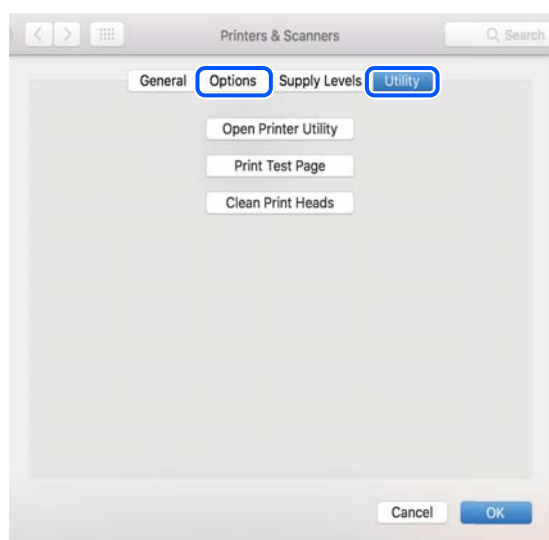 Printers & Scanners Search
General Options Supply Levels Utility
Open Printer Utility
Print Test Page
Clean Print Heads
Cancel OK